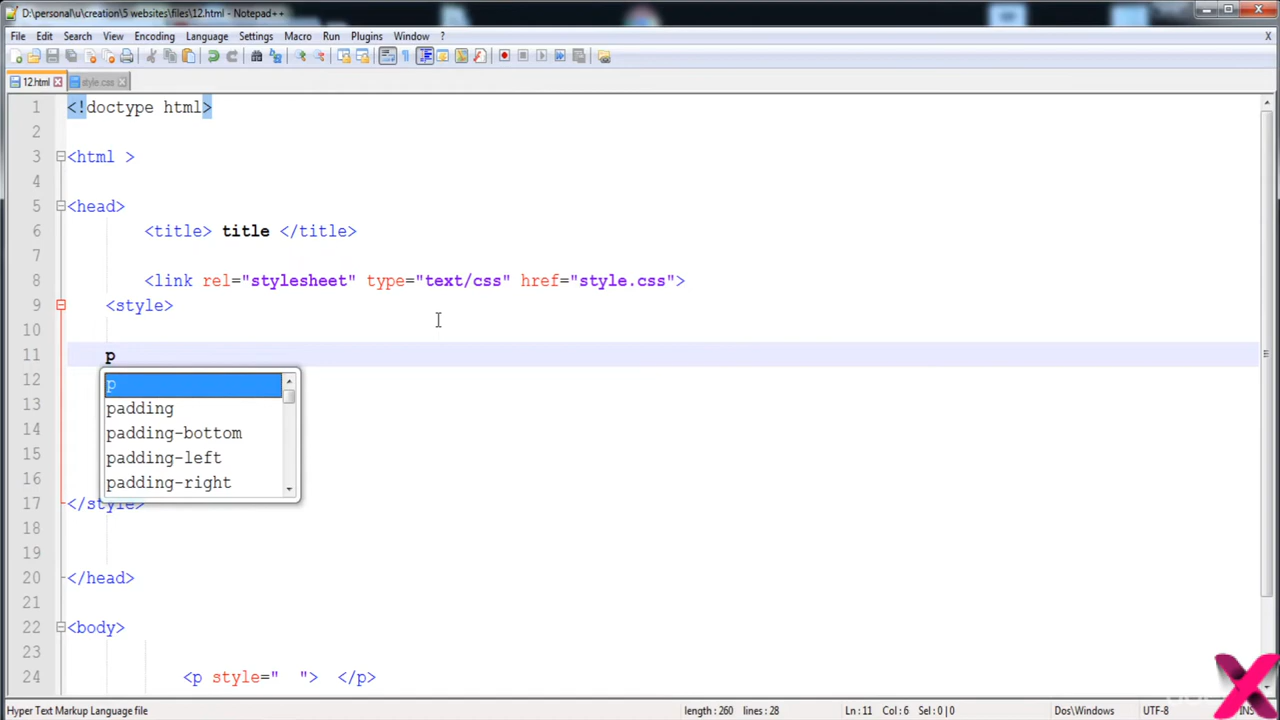 D:\personal\u\creation\5 websites\files\12.html - Notepad++
File Edit Search View Encoding Language Settings Macro Run Plugins Window ? X
12.html style.css
1 <!doctype html>
2
3 <html >
4
5 <head>
6 <title> title </title>
7
8 <link rel="stylesheet" type="text/css" href="style.css">
9 <style>
10
11 p
12 p
13 padding
14 padding-bottom
15 padding-left
16 padding-right
17 </style>
18
19
20 </head>
21
22 <body>
23
24 <p style=" "> </p>
Hyper Text Markup Language file length : 260 lines : 28 Ln : 11 Col : 6 Sel : 0 | 0 Dos\Windows UTF-8 INS